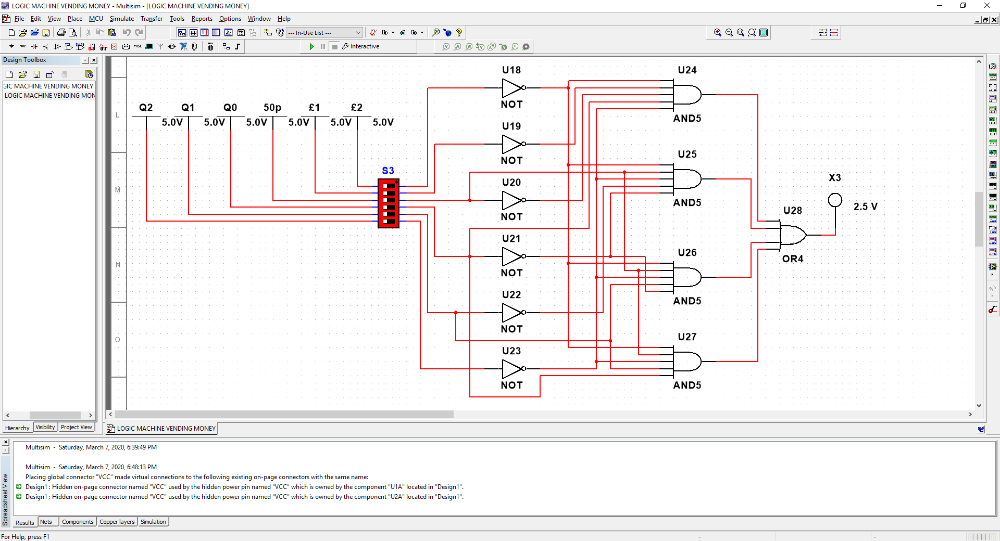 LOGIC MACHINE VENDING MONEY - Multisim - [LOGIC MACHINE VENDING MONEY]
File Edit View Place MCU Simulate Transfer Tools Reports Options Window Help
--- In-Use List ---
MISC Interactive
Design Toolbox
GIC MACHINE VENDING MONEY
LOGIC MACHINE VENDING MON
Hierarchy Visibility Project View
L
M
N
O
Q2 Q1 Q0 50p £1 £2
5.0V 5.0V 5.0V 5.0V 5.0V 5.0V
S3
U18
NOT
U19
NOT
U20
NOT
U21
NOT
U22
NOT
U23
NOT
U24
AND5
U25
AND5
U26
AND5
U27
AND5
U28
OR4
X3
2.5 V
LOGIC MACHINE VENDING MONEY
Spreadsheet View
Multisim - Saturday, March 7, 2020, 6:39:49 PM
Multisim - Saturday, March 7, 2020, 6:48:13 PM
Placing global connector "VCC" made virtual connections to the following existing on-page connectors with the same name:
Design1 : Hidden on-page connector named "VCC" used by the hidden power pin named "VCC" which is owned by the component "U1A" located in "Design1".
Design1 : Hidden on-page connector named "VCC" used by the hidden power pin named "VCC" which is owned by the component "U2A" located in "Design1".
Results Nets Components Copper layers Simulation
For Help, press F1
- -